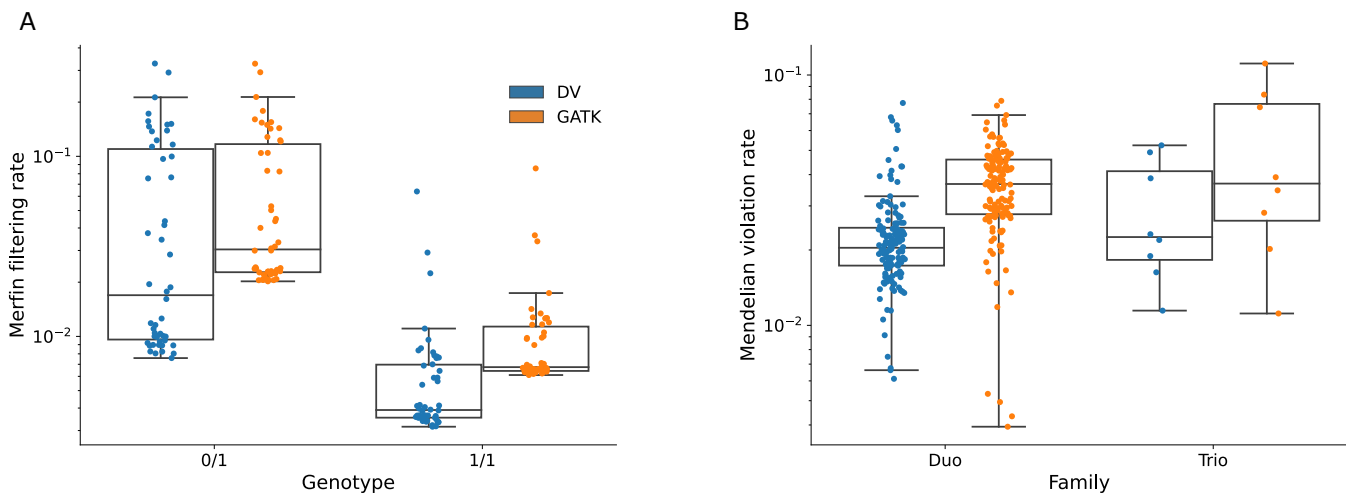 A
Merfin filtering rate
10⁻¹
10⁻²
0/1
1/1
Genotype
DV
GATK
B
Mendelian violation rate
10⁻¹
10⁻²
Duo
Trio
Family